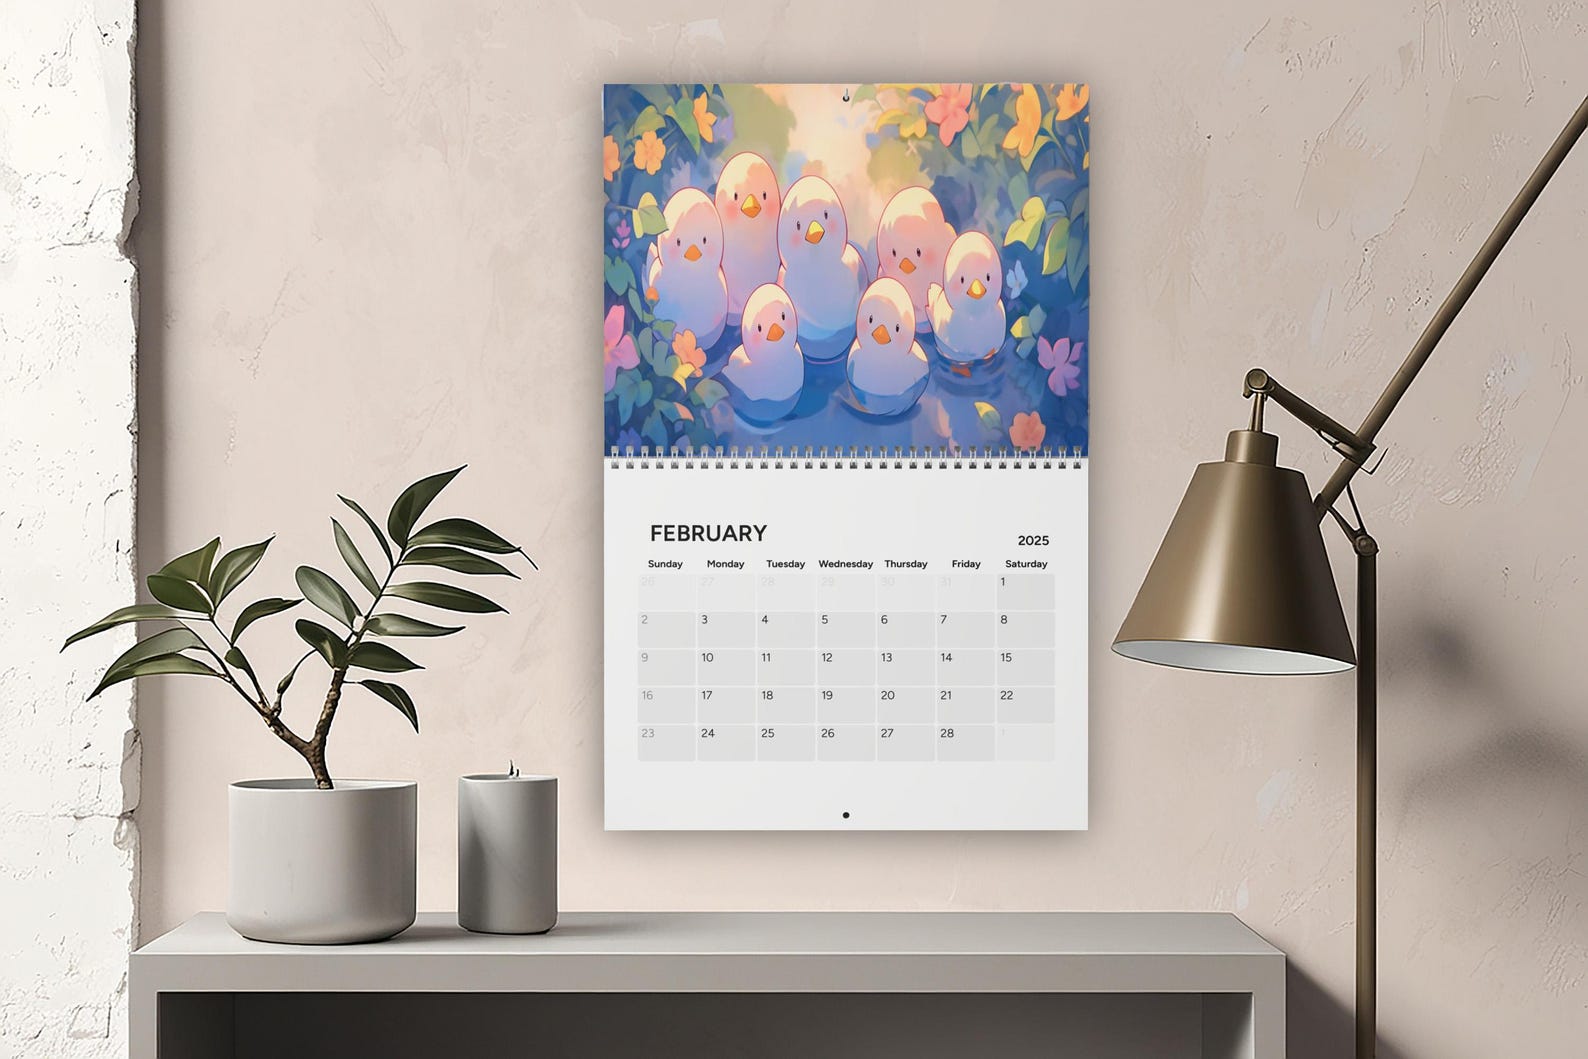 FEBRUARY
2025
Sunday Monday Tuesday Wednesday Thursday Friday Saturday
26 27 28 29 30 31 1
2 3 4 5 6 7 8
9 10 11 12 13 14 15
16 17 18 19 20 21 22
23 24 25 26 27 28 1